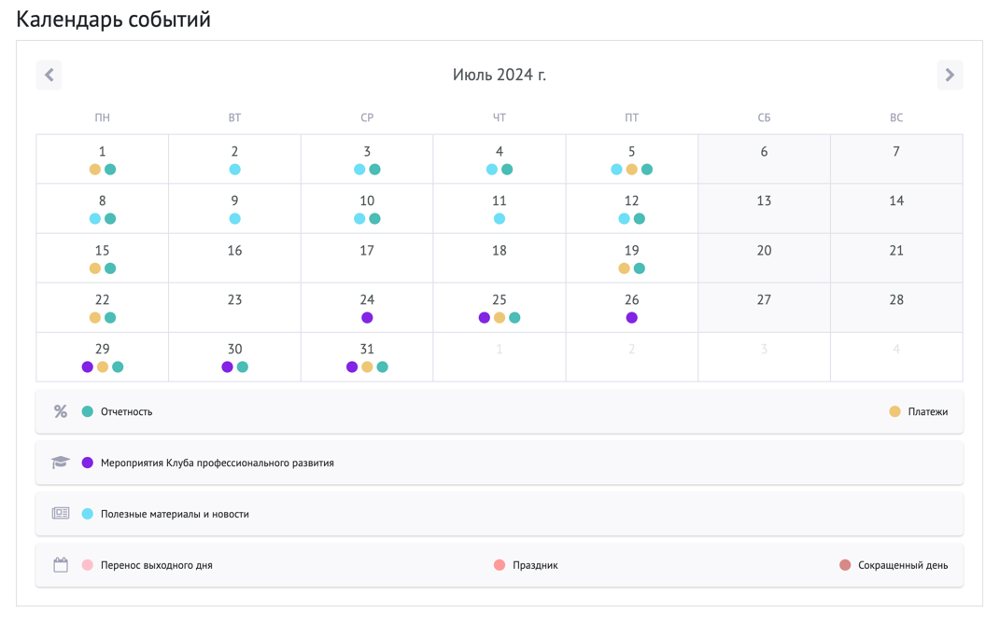 Календарь событий
Июль 2024 г.
ПН ВТ СР ЧТ ПТ СБ ВС
1 2 3 4 5 6 7
8 9 10 11 12 13 14
15 16 17 18 19 20 21
22 23 24 25 26 27 28
29 30 31 1 2 3 4
% Отчетность Платежи
Мероприятия Клуба профессионального развития
Полезные материалы и новости
Перенос выходного дня Праздник Сокращенный день